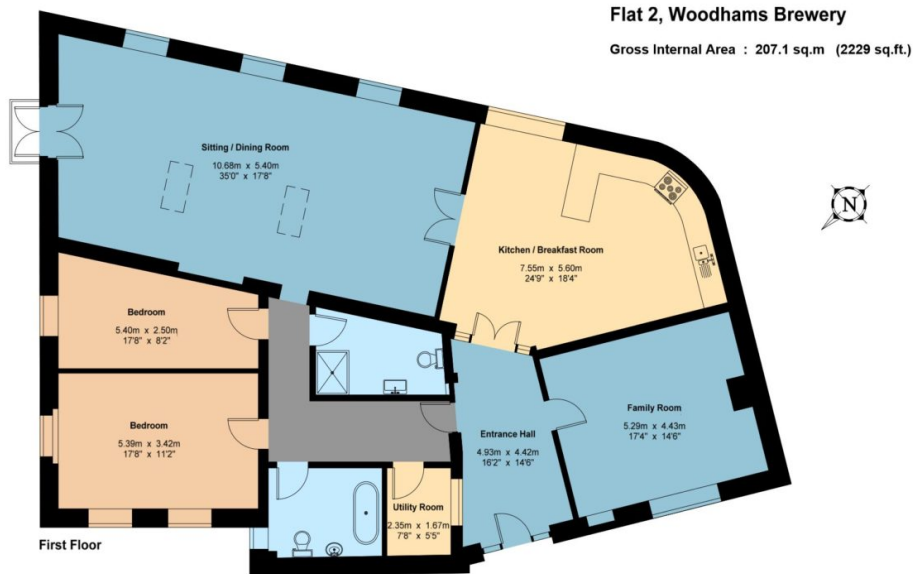 Flat 2, Woodhams Brewery
Gross Internal Area : 207.1 sq.m (2229 sq.ft.)
Sitting / Dining Room
10.68m x 5.40m
35'0" x 17'8"
N
Kitchen / Breakfast Room
7.55m x 5.60m
24'9" x 18'4"
Bedroom
5.40m x 2.50m
17'8" x 8'2"
Bedroom
5.39m x 3.42m
17'8" x 11'2"
Entrance Hall
4.93m x 4.42m
16'2" x 14'6"
Family Room
5.29m x 4.43m
17'4" x 14'6"
Utility Room
2.35m x 1.67m
7'8" x 5'5"
First Floor